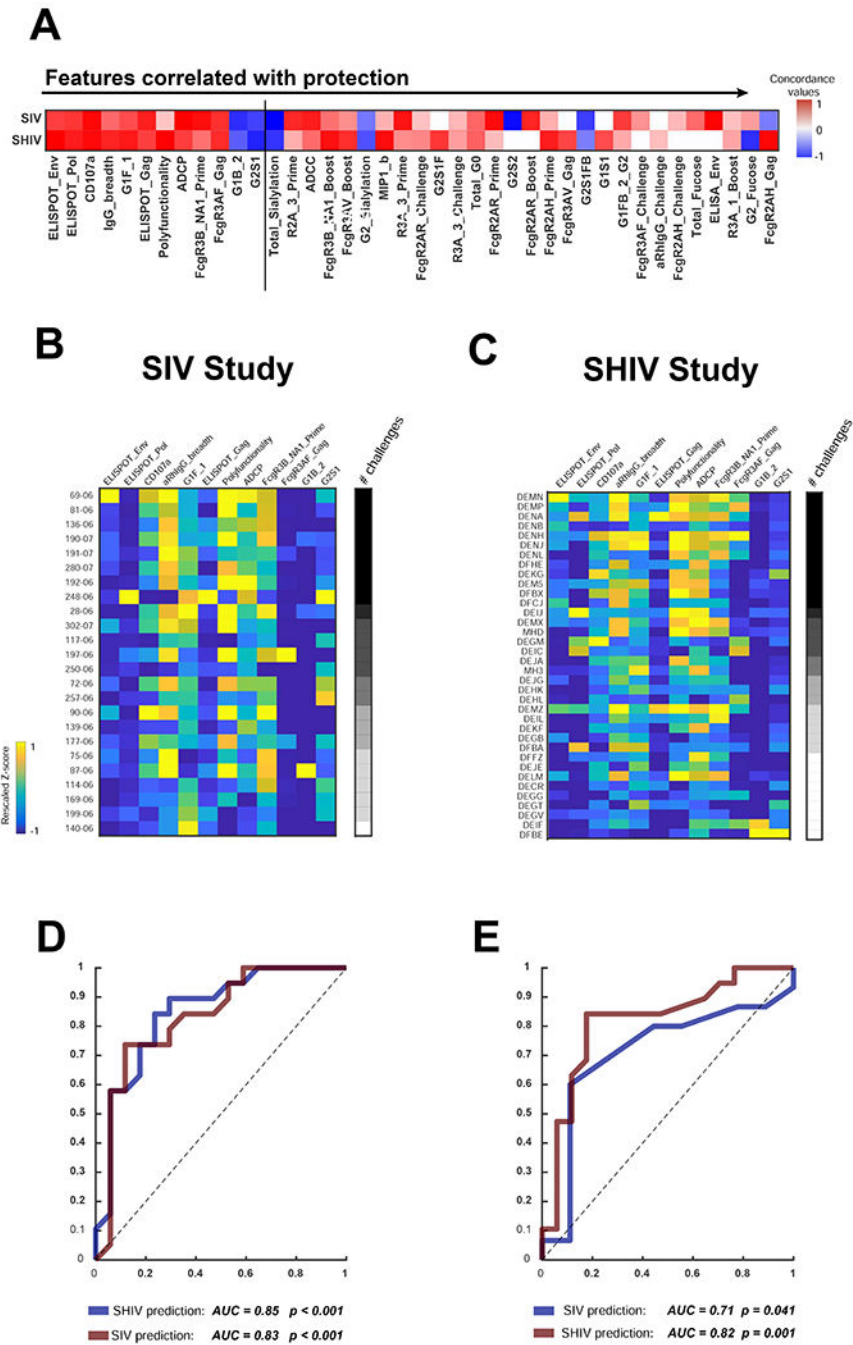 A
Features correlated with protection
Concordance
values
1
0
-1
SIV
SHIV
ELISPOT_Env
ELISPOT_Pol
CD107a
IgG_breadth
G1F_1
ELISPOT_Gag
Polyfunctionality
ADCP
FcgR3B_NA1_Prime
FcgR3AF_Gag
G1B_2
G2S1
Total_Sialylation
R2A_3_Prime
ADCC
FcgR3B_NA1_Boost
FcgR3AV_Boost
G2_Sialylation
MIP1_b
R3A_3_Prime
FcgR2AR_Challenge
G2S1F
R3A_3_Challenge
Total_G0
FcgR2AR_Prime
G2S2
FcgR2AR_Boost
FcgR2AH_Prime
FcgR3AV_Gag
G2S1FB
G1S1
G1FB_2_G2
FcgR3AF_Challenge
aRhIgG_Challenge
FcgR2AH_Challenge
Total_Fucose
ELISA_Env
R3A_1_Boost
G2_Fucose
FcgR2AH_Gag
B
SIV Study
ELISPOT_Env
ELISPOT_Pol
CD107a
aRhIgG_breadth
G1F_1
ELISPOT_Gag
Polyfunctionality
ADCP
FcgR3B_NA1_Prime
FcgR3AF_Gag
G1B_2
G2S1
# challenges
69-06
81-06
136-06
190-07
191-07
280-07
192-06
248-06
28-06
302-07
117-06
197-06
250-06
72-06
257-06
90-06
139-06
177-06
75-06
87-06
114-06
169-06
199-06
140-06
Rescaled Z-score
1
-1
C
SHIV Study
ELISPOT_Env
ELISPOT_Pol
CD107a
aRhIgG_breadth
G1F_1
ELISPOT_Gag
Polyfunctionality
ADCP
FcgR3B_NA1_Prime
FcgR3AF_Gag
G1B_2
G2S1
# challenges
DEMN
DEMP
DENA
DENB
DENH
DENJ
DENL
DFHE
DEKG
DEM5
DFBX
DFCJ
DEIJ
DEMX
MHD
DEGM
DEIC
DEJA
MH3
DEJG
DEHK
DEHL
DEMZ
DEIL
DEKF
DEGB
DFBA
DFFZ
DEJE
DELM
DECR
DEGG
DEGT
DEGV
DEIF
DFBE
D
1
0.9
0.8
0.7
0.6
0.5
0.4
0.3
0.2
0.1
0
0 0.2 0.4 0.6 0.8 1
SHIV prediction: AUC = 0.85 p < 0.001
SIV prediction: AUC = 0.83 p < 0.001
E
1
0.9
0.8
0.7
0.6
0.5
0.4
0.3
0.2
0.1
0
0 0.2 0.4 0.6 0.8 1
SIV prediction: AUC = 0.71 p = 0.041
SHIV prediction: AUC = 0.82 p = 0.001